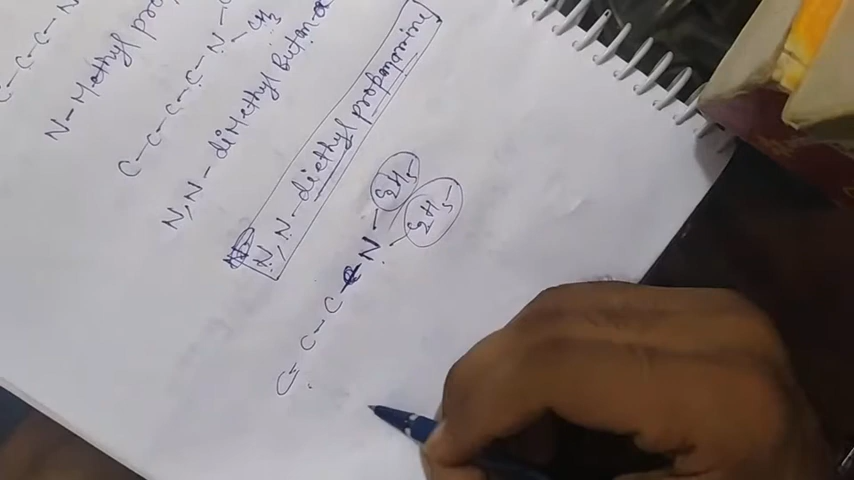 C-C-C-N
N-Methyl
C-C-C-C-N-CH3
N,N-dimethyl Butan
N,N-diethyl propanamine
C-C-C-N-C2H5
C2H5